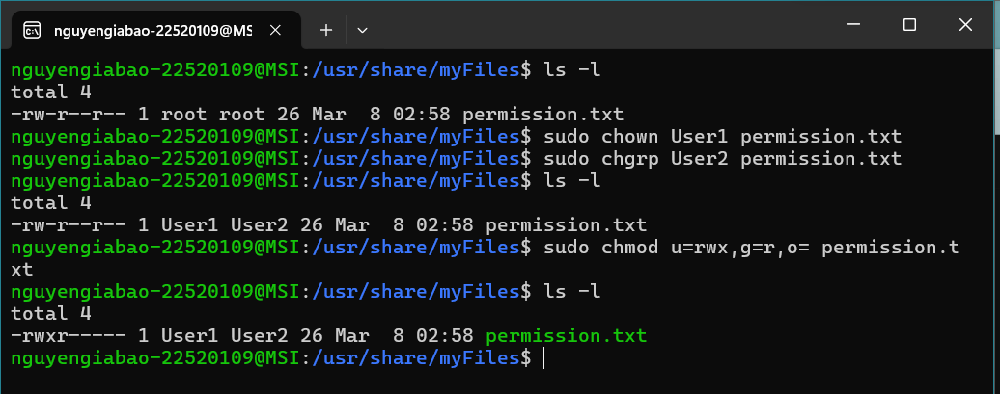 nguyengiabao-22520109@MS
nguyengiabao-22520109@MSI:/usr/share/myFiles$ ls -l
total 4
-rw-r--r-- 1 root root 26 Mar  8 02:58 permission.txt
nguyengiabao-22520109@MSI:/usr/share/myFiles$ sudo chown User1 permission.txt
nguyengiabao-22520109@MSI:/usr/share/myFiles$ sudo chgrp User2 permission.txt
nguyengiabao-22520109@MSI:/usr/share/myFiles$ ls -l
total 4
-rw-r--r-- 1 User1 User2 26 Mar  8 02:58 permission.txt
nguyengiabao-22520109@MSI:/usr/share/myFiles$ sudo chmod u=rwx,g=r,o= permission.t
xt
nguyengiabao-22520109@MSI:/usr/share/myFiles$ ls -l
total 4
-rwxr----- 1 User1 User2 26 Mar  8 02:58 permission.txt
nguyengiabao-22520109@MSI:/usr/share/myFiles$